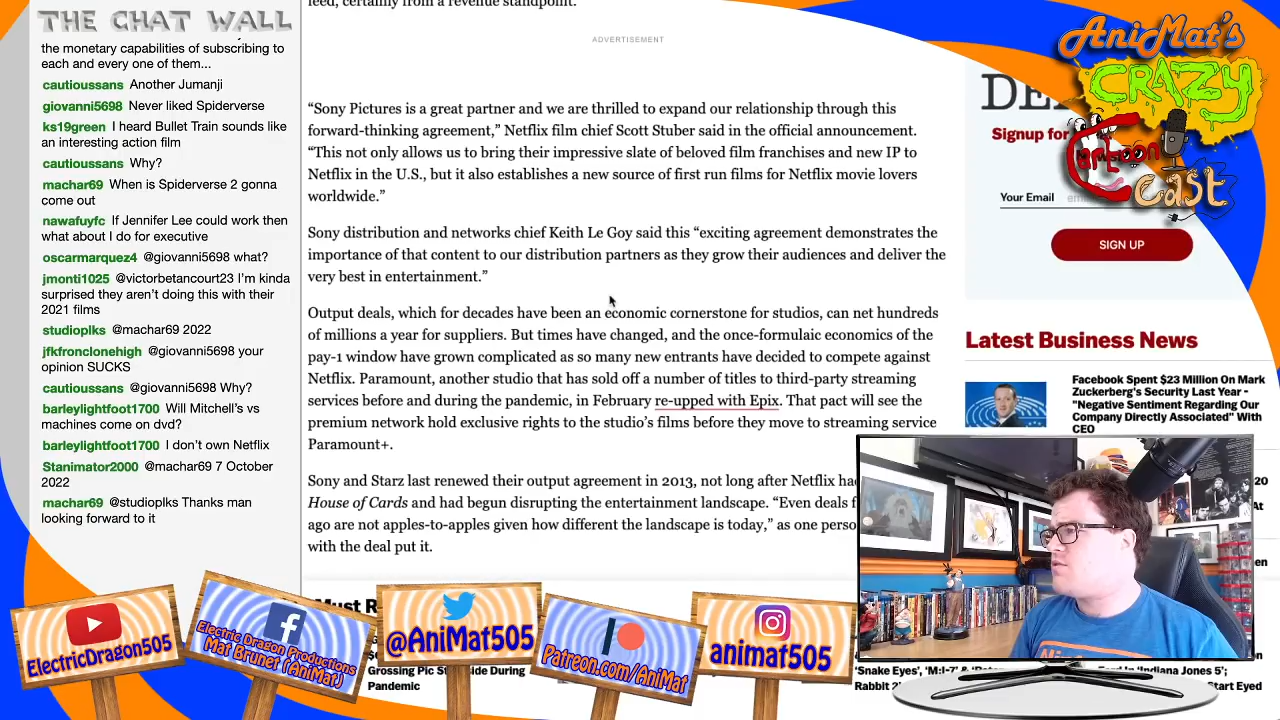 THE CHAT WALL
the monetary capabilities of subscribing to
each and every one of them...
cautioussans Another Jumanji
giovanni5698 Never liked Spiderverse
ks19green I heard Bullet Train sounds like
an interesting action film
cautioussans Why?
machar69 When is Spiderverse 2 gonna
come out
nawafuyfc If Jennifer Lee could work then
what about I do for executive
oscarmarquez4 @giovanni5698 what?
jmonti1025 @victorbetancourt23 I'm kinda
surprised they aren't doing this with their
2021 films
studioplks @machar69 2022
jfkfronclonehigh @giovanni5698 your
opinion SUCKS
cautioussans @giovanni5698 Why?
barleylightfoot1700 Will Mitchell's vs
machines come on dvd?
barleylightfoot1700 I don't own Netflix
Stanimator2000 @machar69 7 October
2022
machar69 @studioplks Thanks man
looking forward to it
feed, certainly from a revenue standpoint.
ADVERTISEMENT
“Sony Pictures is a great partner and we are thrilled to expand our relationship through this
forward-thinking agreement,” Netflix film chief Scott Stuber said in the official announcement.
“This not only allows us to bring their impressive slate of beloved film franchises and new IP to
Netflix in the U.S., but it also establishes a new source of first run films for Netflix movie lovers
worldwide.”
Sony distribution and networks chief Keith Le Goy said this “exciting agreement demonstrates the
importance of that content to our distribution partners as they grow their audiences and deliver the
very best in entertainment.”
Output deals, which for decades have been an economic cornerstone for studios, can net hundreds
of millions a year for suppliers. But times have changed, and the once-formulaic economics of the
pay-1 window have grown complicated as so many new entrants have decided to compete against
Netflix. Paramount, another studio that has sold off a number of titles to third-party streaming
services before and during the pandemic, in February re-upped with Epix. That pact will see the
premium network hold exclusive rights to the studio’s films before they move to streaming service
Paramount+.
Sony and Starz last renewed their output agreement in 2013, not long after Netflix
House of Cards and had begun disrupting the entertainment landscape. “Even deals
ago are not apples-to-apples given how different the landscape is today,” as one
with the deal put it.
Must
Grossing Pic
During
Pandemic
AniMat's
CRAZY
Cartoon
Cast
Signup for
Your Email
SIGN UP
Latest Business News
Facebook Spent $23 Million On Mark
Zuckerberg’s Security Last Year -
"Negative Sentiment Regarding Our
Company Directly Associated" With
CEO
20
At
‘Snake Eyes’, ‘M:I-7’ &
‘Indiana Jones 5’;
Rabbit
Start Eyed
ElectricDragon505
Electric Dragon Productions
Mat Brunet (AniMat)
@AniMat505
Patreon.com/AniMat
animat505